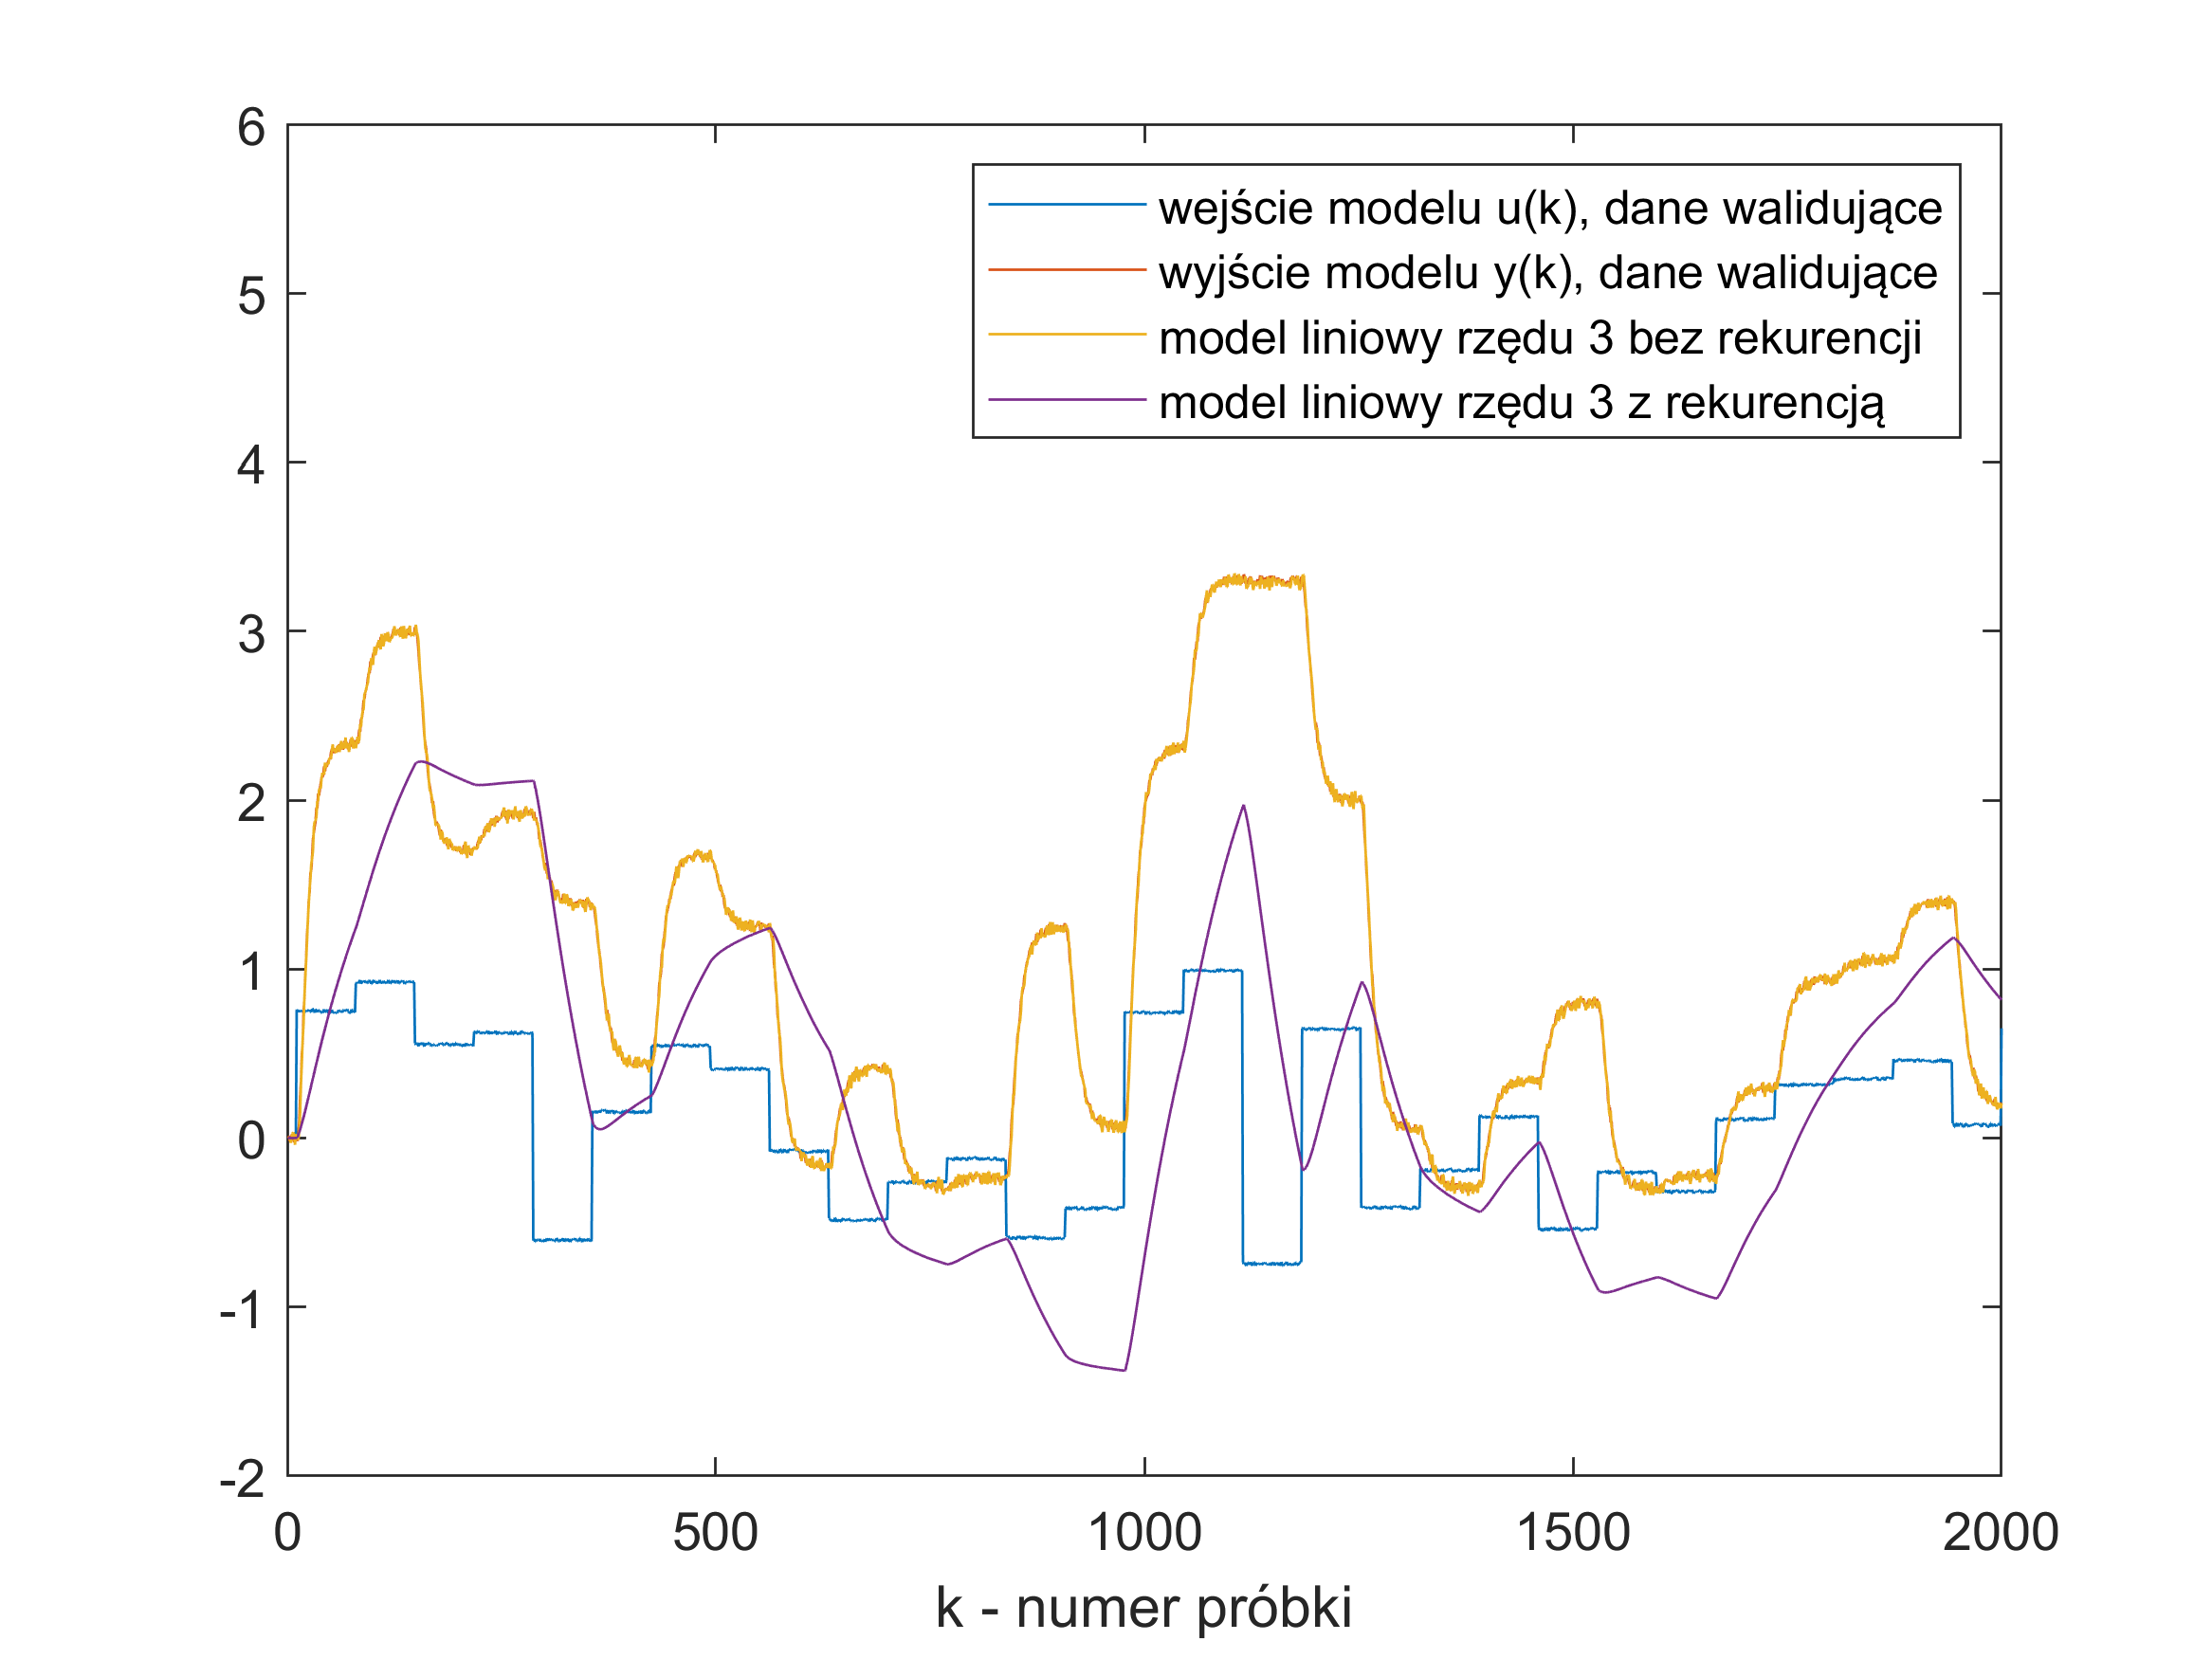 6
5
4
3
2
1
0
-1
-2
wejście modelu u(k), dane walidujące
wyjście modelu y(k), dane walidujące
model liniowy rzędu 3 bez rekurencji
model liniowy rzędu 3 z rekurencją
0 500 1000 1500 2000
k - numer próbki